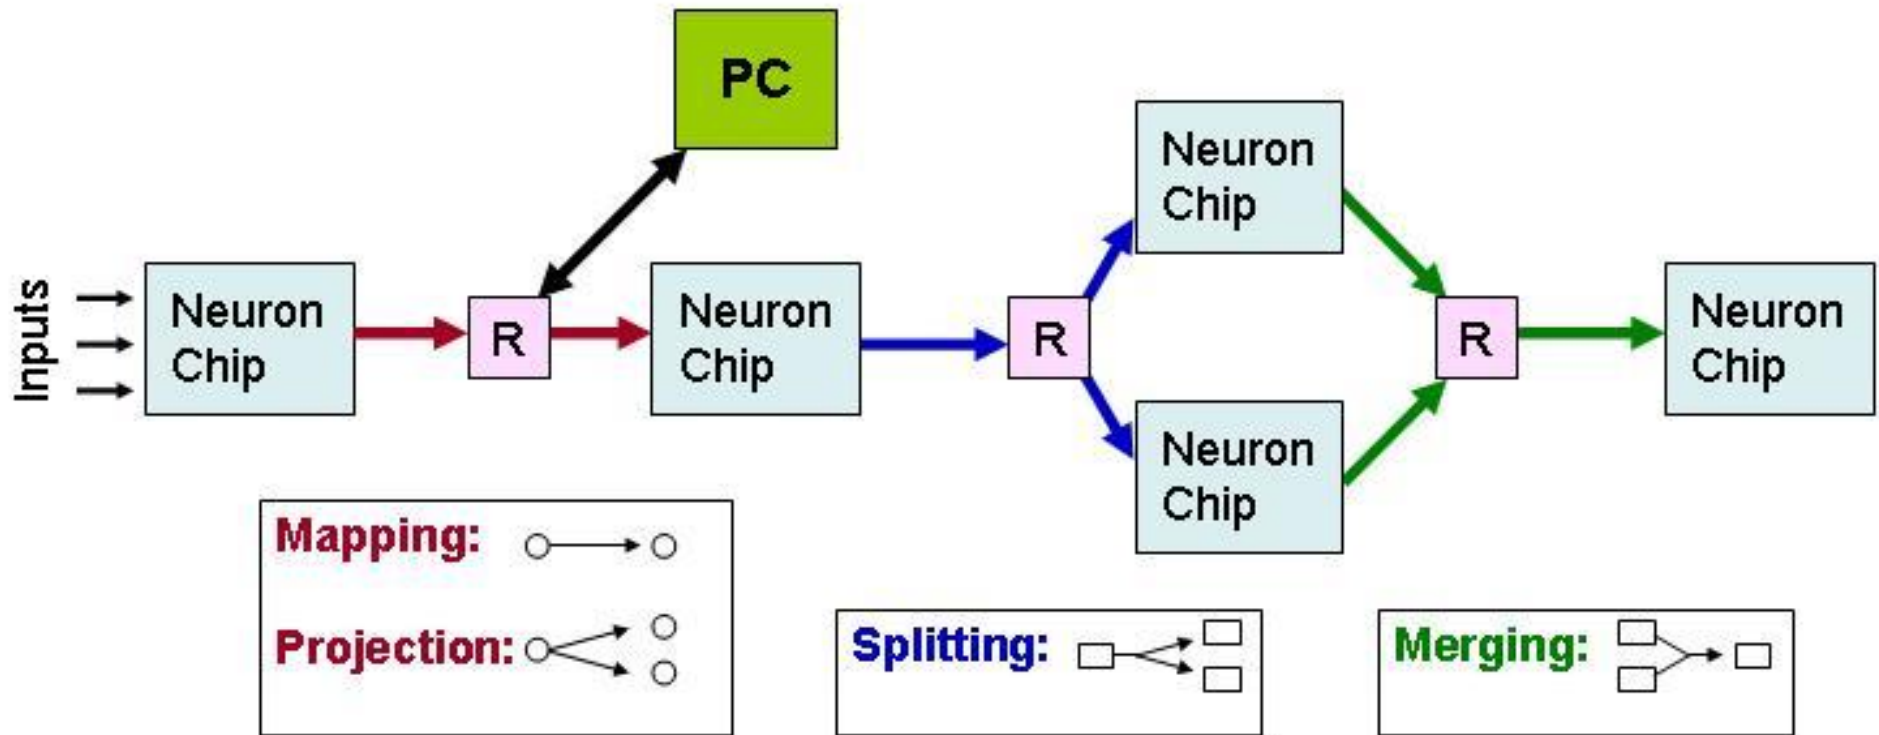 PC
Inputs
Neuron
Chip
R
Neuron
Chip
R
Neuron
Chip
Neuron
Chip
R
Neuron
Chip
Mapping:
Projection:
Splitting:
Merging: